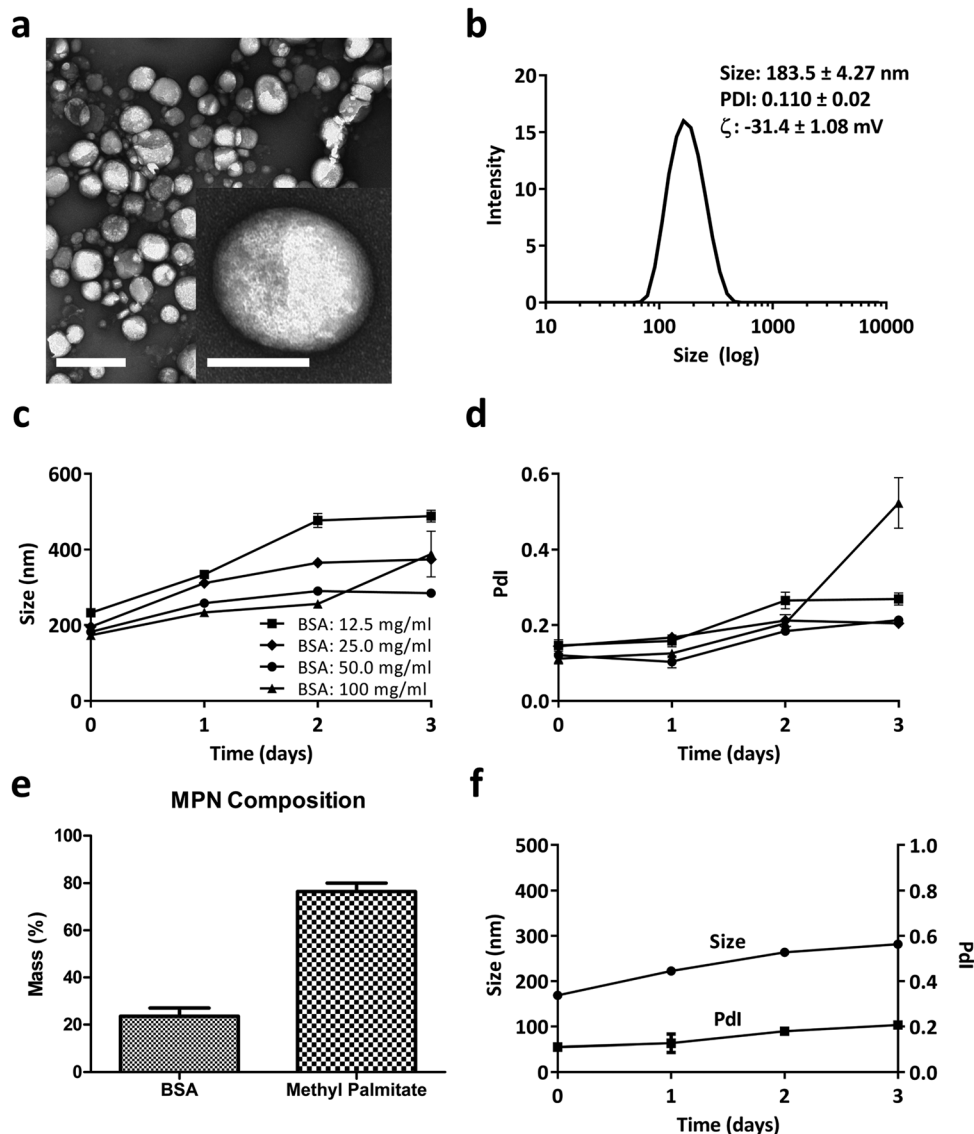 a
b
Size: 183.5 ± 4.27 nm
PDI: 0.110 ± 0.02
ζ: -31.4 ± 1.08 mV
Intensity
20
15
10
5
0
10 100 1000 10000
Size (log)
c
Size (nm)
600
400
200
0
BSA: 12.5 mg/ml
BSA: 25.0 mg/ml
BSA: 50.0 mg/ml
BSA: 100 mg/ml
0 1 2 3
Time (days)
d
PdI
0.6
0.4
0.2
0.0
0 1 2 3
Time (days)
e
MPN Composition
Mass (%)
100
80
60
40
20
0
BSA Methyl Palmitate
f
Size (nm)
500
400
300
200
100
0
Size
PdI
1.0
0.8
0.6
0.4
0.2
0.0
PdI
0 1 2 3
Time (days)